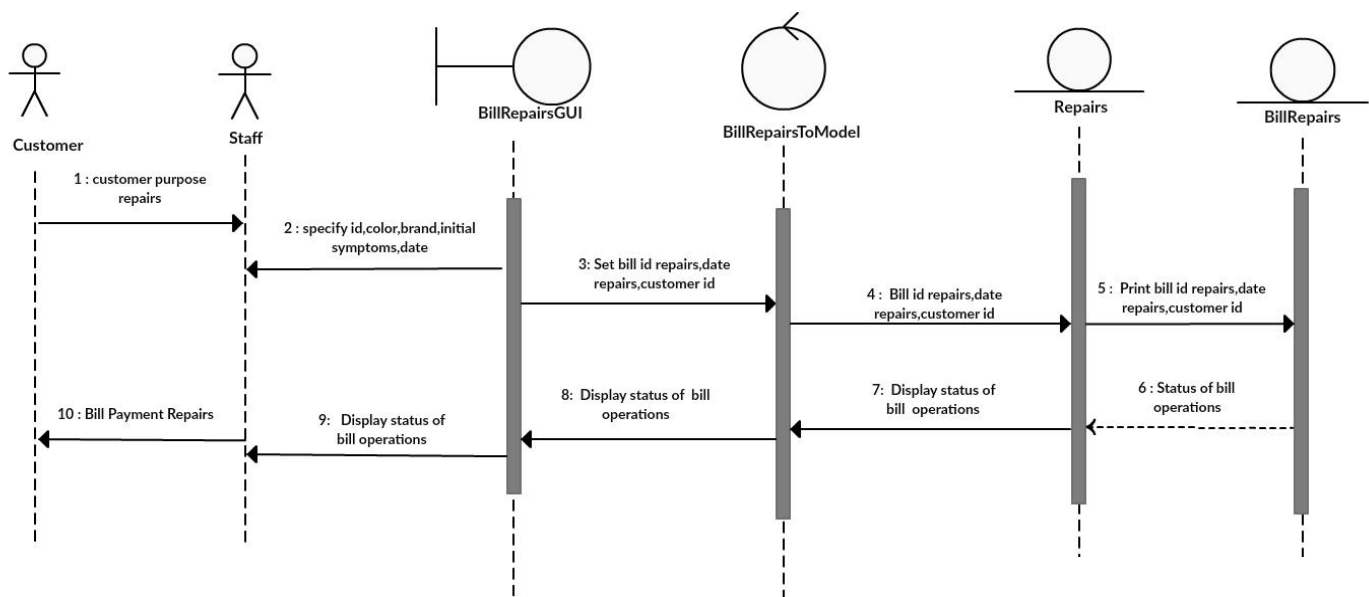 Customer
Staff
BillRepairsGUI
BillRepairsToModel
Repairs
BillRepairs
1 : customer purpose
repairs
2 : specify id,color,brand,initial
symptoms,date
3: Set bill id repairs,date
repairs,customer id
4 : Bill id repairs,date
repairs,customer id
5 : Print bill id repairs,date
repairs,customer id
6 : Status of bill
operations
7: Display status of
bill operations
8: Display status of bill
operations
9: Display status of
bill operations
10 : Bill Payment Repairs